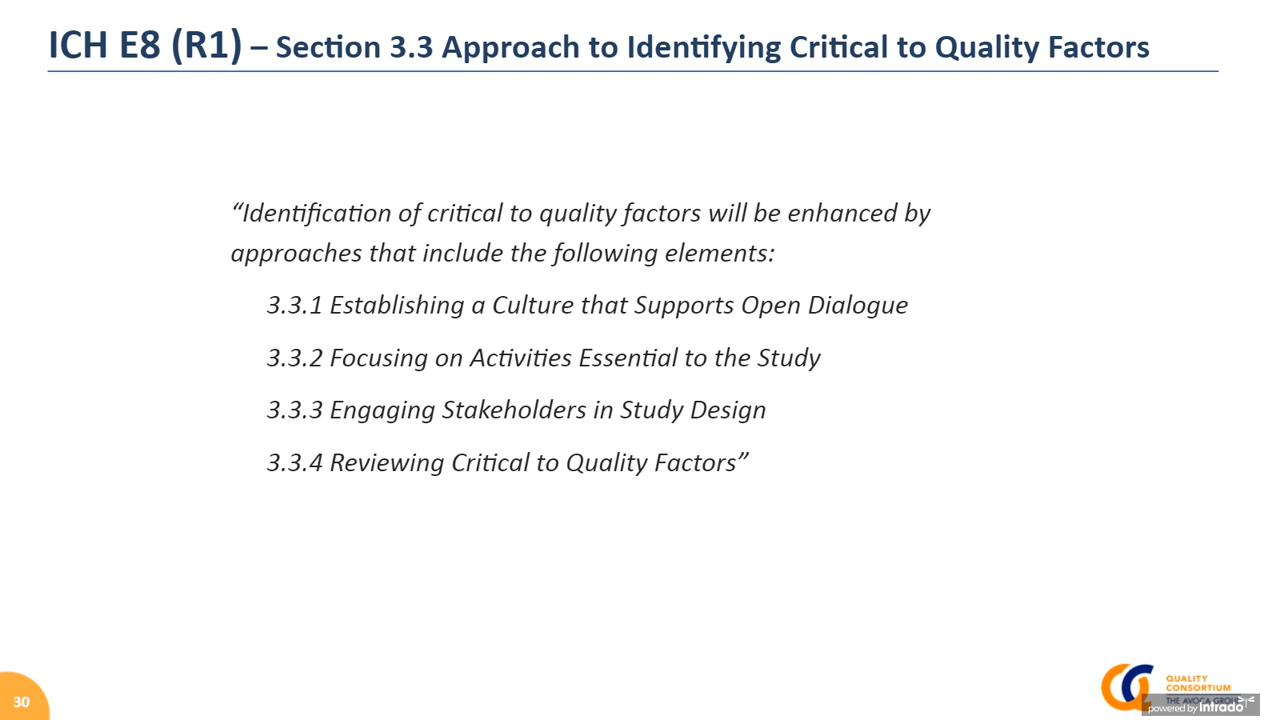 ICH E8 (R1) – Section 3.3 Approach to Identifying Critical to Quality Factors
“Identification of critical to quality factors will be enhanced by
approaches that include the following elements:
3.3.1 Establishing a Culture that Supports Open Dialogue
3.3.2 Focusing on Activities Essential to the Study
3.3.3 Engaging Stakeholders in Study Design
3.3.4 Reviewing Critical to Quality Factors”
30
QUALITY
CONSORTIUM
THE AVOCA GROUP
powered by intrado